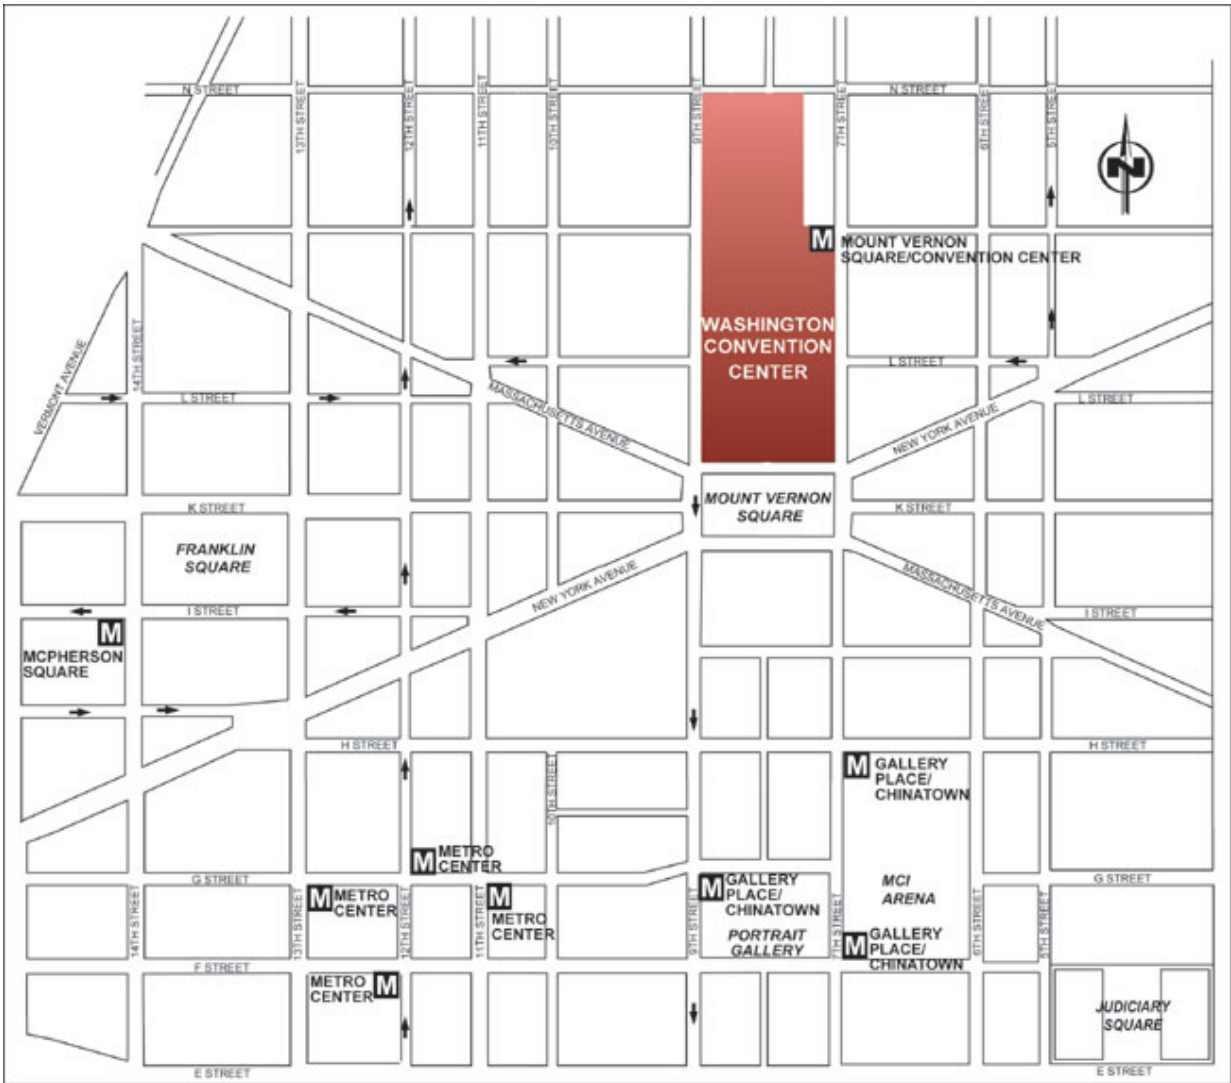 N STREET
N STREET
13TH STREET
12TH STREET
11TH STREET
10TH STREET
9TH STREET
7TH STREET
6TH STREET
5TH STREET
N
M
MOUNT VERNON
SQUARE/CONVENTION CENTER
WASHINGTON
CONVENTION
CENTER
VERMONT AVENUE
14TH STREET
L STREET
L STREET
L STREET
MASSACHUSETTS AVENUE
NEW YORK AVENUE
K STREET
MOUNT VERNON
SQUARE
K STREET
FRANKLIN
SQUARE
NEW YORK AVENUE
MASSACHUSETTS AVENUE
I STREET
I STREET
M
MCPHERSON
SQUARE
H STREET
H STREET
10TH STREET
M
GALLERY
PLACE/
CHINATOWN
M
METRO
CENTER
G STREET
G STREET
M
METRO
CENTER
M
METRO
CENTER
M
GALLERY
PLACE/
CHINATOWN
PORTRAIT
GALLERY
MCI
ARENA
M
GALLERY
PLACE/
CHINATOWN
14TH STREET
13TH STREET
12TH STREET
11TH STREET
9TH STREET
7TH STREET
6TH STREET
5TH STREET
F STREET
METRO
CENTER
M
JUDICIARY
SQUARE
E STREET
E STREET